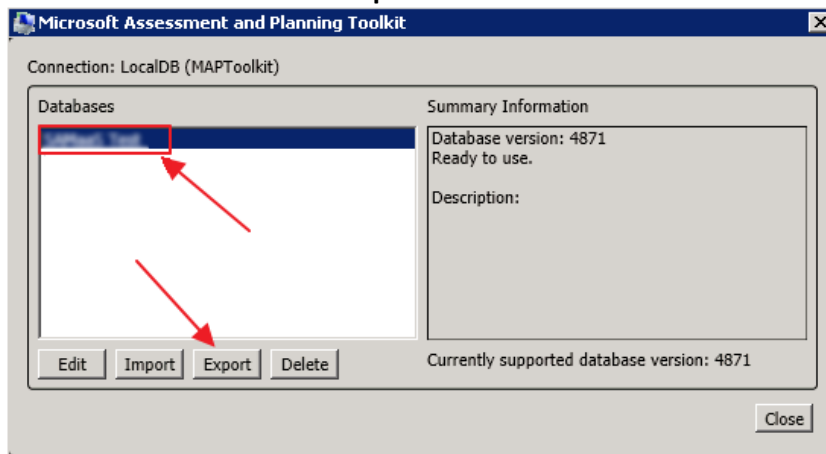 Microsoft Assessment and Planning Toolkit
Connection: LocalDB (MAPToolkit)
Databases
Summary Information
Database version: 4871
Ready to use.
Description:
Edit Import Export Delete
Currently supported database version: 4871
Close